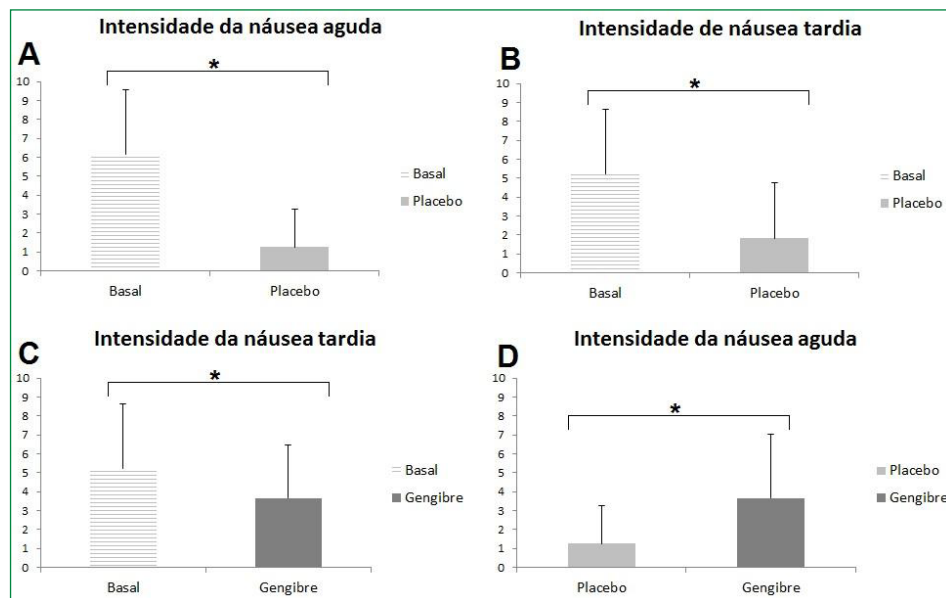 A
Intensidade da náusea aguda
*
10
9
8
7
6
5
4
3
2
1
0
Basal
Placebo
Basal
Placebo
B
Intensidade de náusea tardia
*
10
9
8
7
6
5
4
3
2
1
0
Basal
Placebo
Basal
Placebo
C
Intensidade da náusea tardia
*
10
9
8
7
6
5
4
3
2
1
0
Basal
Gengibre
Basal
Gengibre
D
Intensidade da náusea aguda
*
10
9
8
7
6
5
4
3
2
1
0
Placebo
Gengibre
Placebo
Gengibre